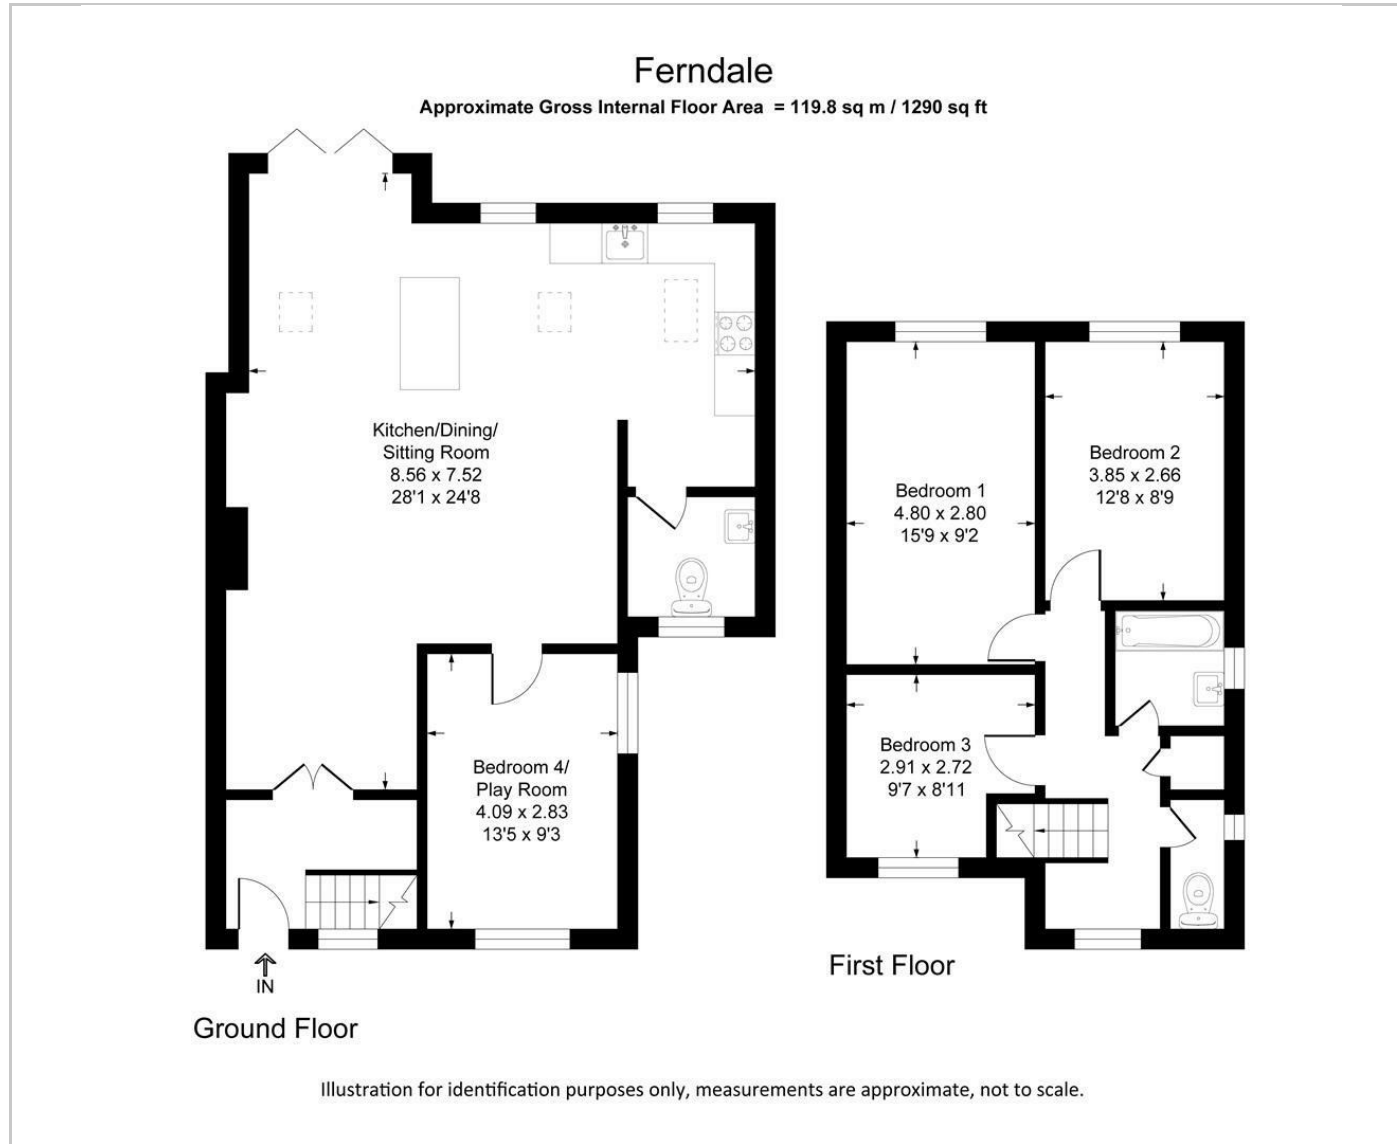 Ferndale
Approximate Gross Internal Floor Area = 119.8 sq m / 1290 sq ft
Kitchen/Dining/
Sitting Room
8.56 x 7.52
28'1 x 24'8
Bedroom 4/
Play Room
4.09 x 2.83
13'5 x 9'3
IN
Ground Floor
Bedroom 1
4.80 x 2.80
15'9 x 9'2
Bedroom 2
3.85 x 2.66
12'8 x 8'9
Bedroom 3
2.91 x 2.72
9'7 x 8'11
First Floor
Illustration for identification purposes only, measurements are approximate, not to scale.